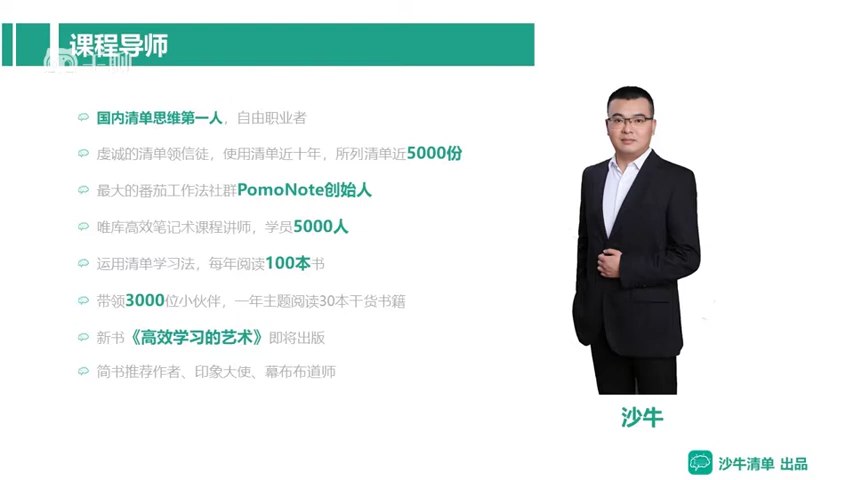 课程导师
千聊
国内清单思维第一人，自由职业者
虔诚的清单领信徒，使用清单近十年，所列清单近5000份
最大的番茄工作法社群PomoNote创始人
唯库高效笔记术课程讲师，学员5000人
运用清单学习法，每年阅读100本书
带领3000位小伙伴，一年主题阅读30本干货书籍
新书《高效学习的艺术》即将出版
简书推荐作者、印象大使、幕布布道师
沙牛
沙牛清单 出品